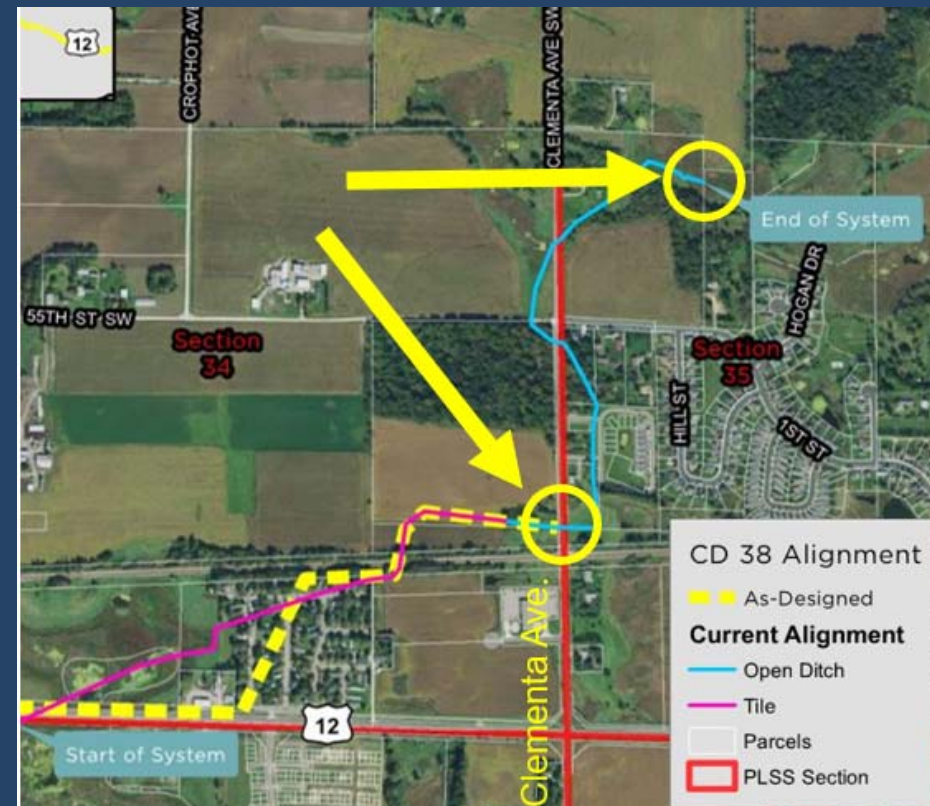 12
CROPHOT AVE
CLEMENTA AVE SW
End of System
HOGAN DR
55TH ST SW
Section
34
Section
35
HILL ST
1ST ST
Clementa Ave.
12
Start of System
CD 38 Alignment
As-Designed
Current Alignment
Open Ditch
Tile
Parcels
PLSS Section